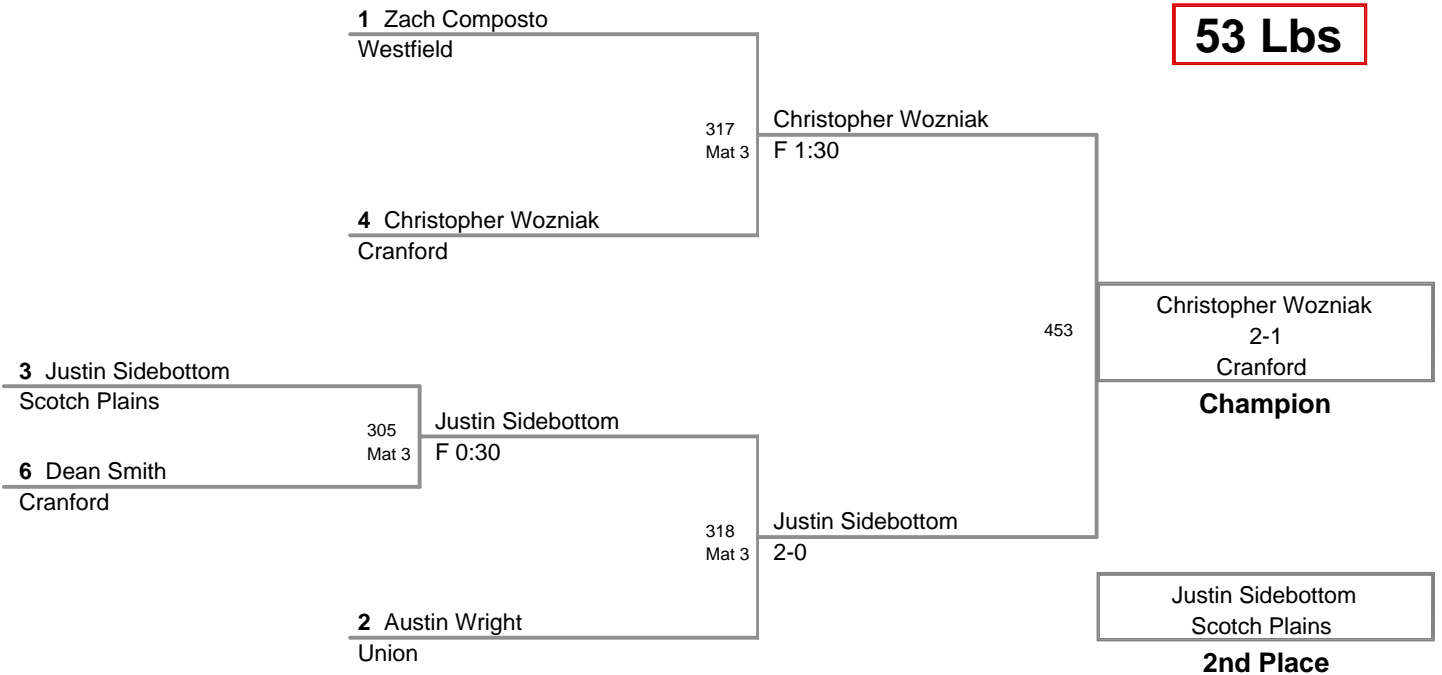 53 Lbs
1 Zach Composto
Westfield
317
Mat 3
Christopher Wozniak
F 1:30
4 Christopher Wozniak
Cranford
453
Christopher Wozniak
2-1
Cranford
Champion
3 Justin Sidebottom
Scotch Plains
305
Mat 3
Justin Sidebottom
F 0:30
6 Dean Smith
Cranford
318
Mat 3
Justin Sidebottom
2-0
2 Austin Wright
Union
Justin Sidebottom
Scotch Plains
2nd Place